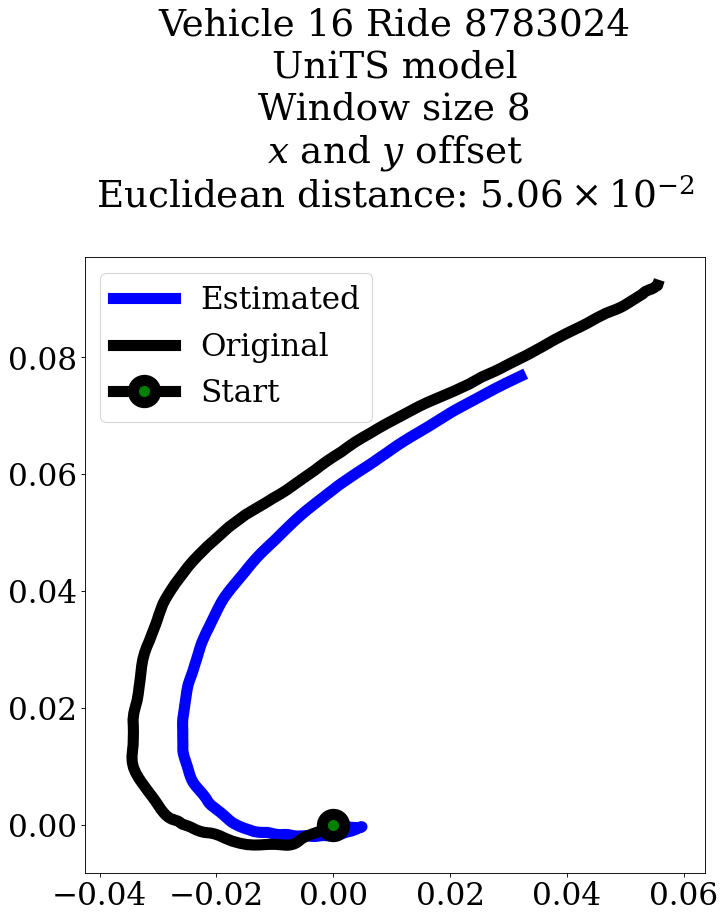 Vehicle 16 Ride 8783024
UniTS model
Window size 8
x and y offset
Euclidean distance: 5.06 × 10⁻²
Estimated
Original
Start
0.08
0.06
0.04
0.02
0.00
−0.04 −0.02 0.00 0.02 0.04 0.06